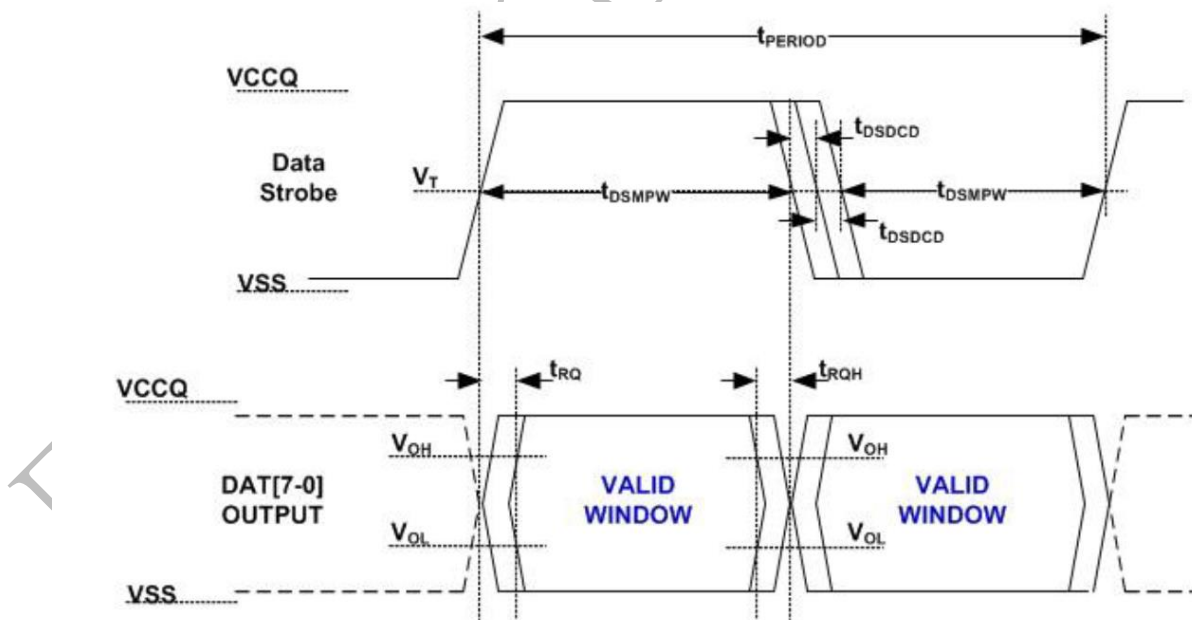 tPERIOD
VCCQ
tDSDCD
Data
Strobe
VT
tDSMPW
tDSMPW
tDSDCD
VSS
tRQ
tRQH
VCCQ
VOH
VOH
DAT[7-0]
OUTPUT
VALID
WINDOW
VALID
WINDOW
VOL
VOL
VSS